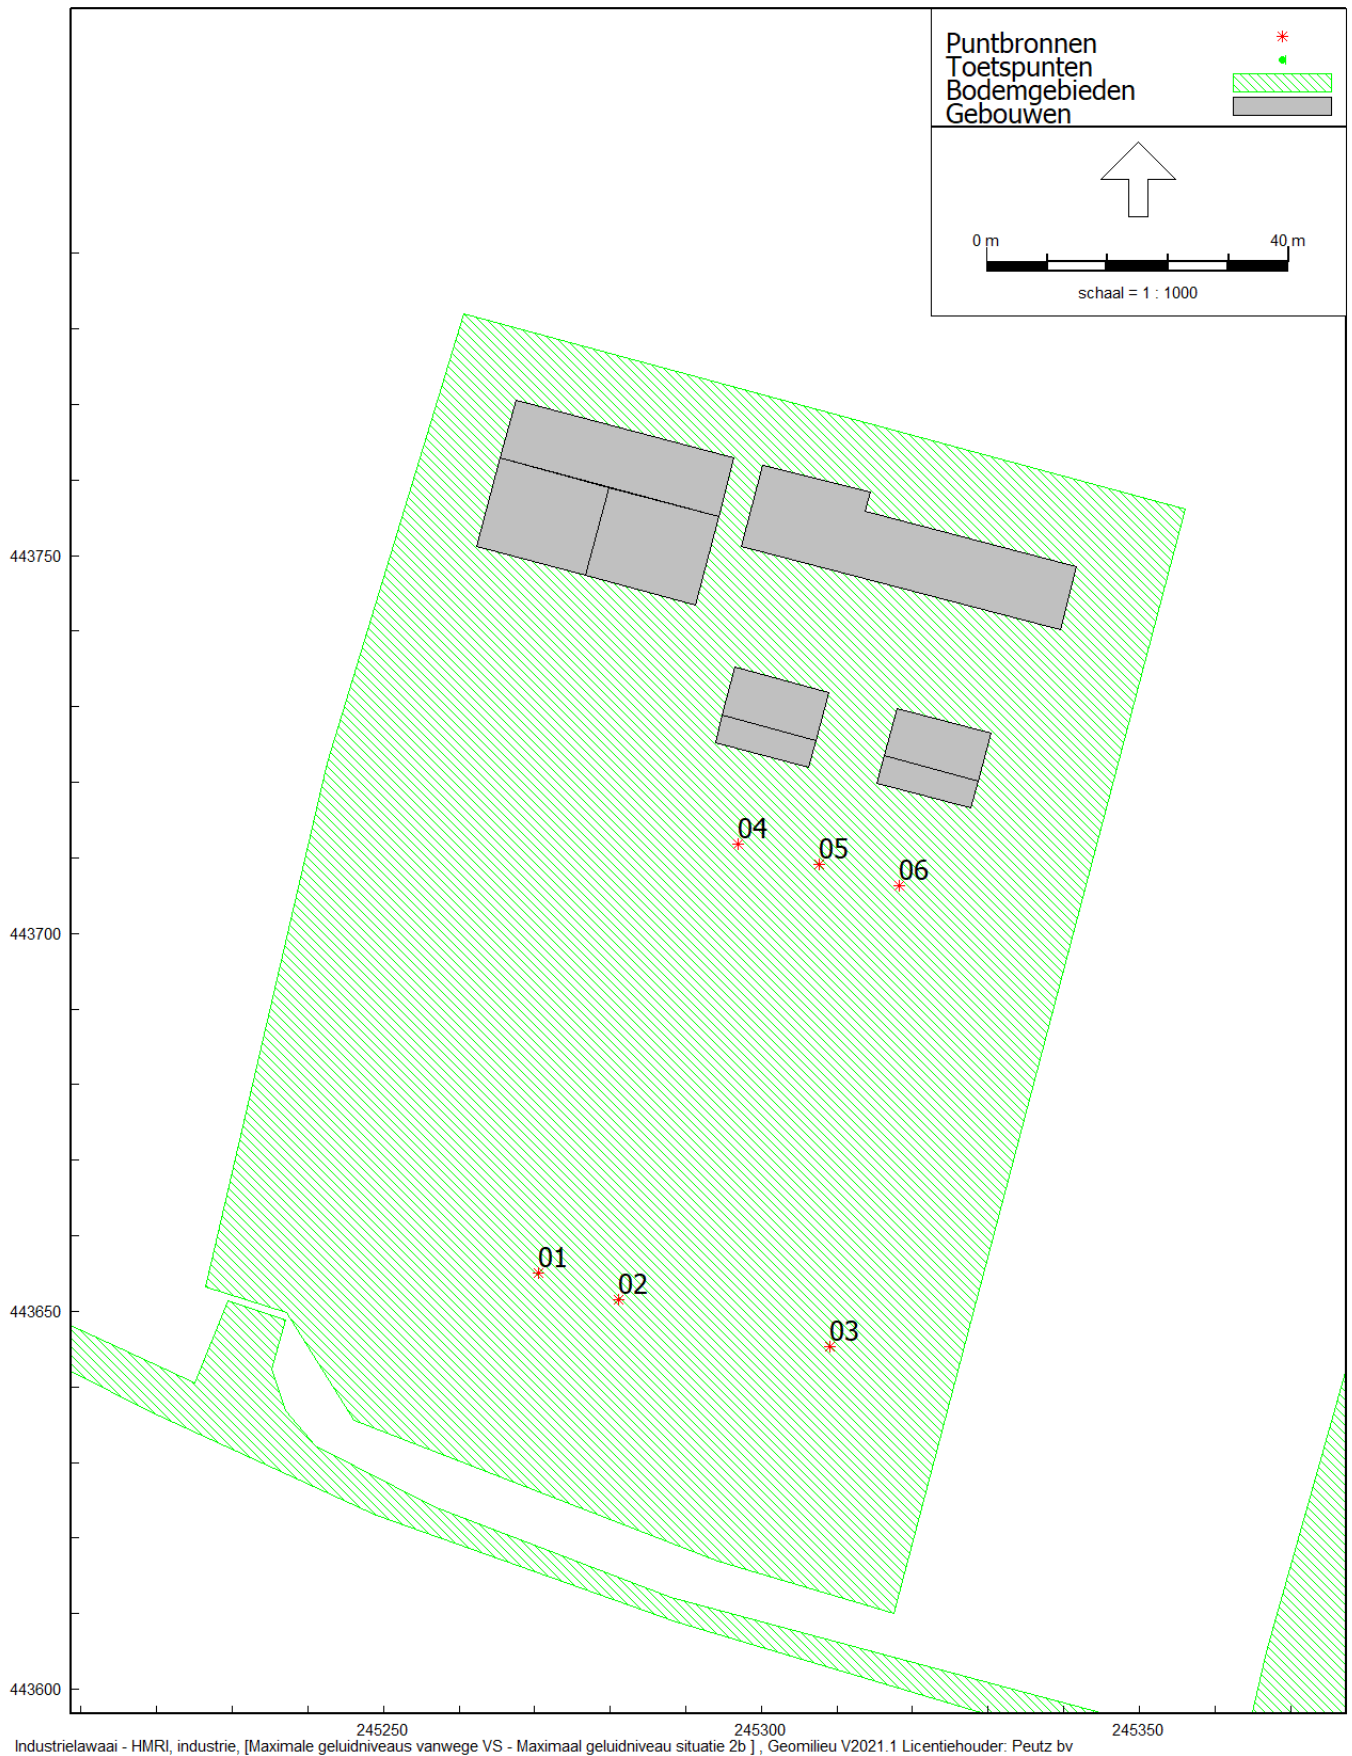 Puntbronnen
Toetspunten
Bodemgebieden
Gebouwen
0 m 40 m
schaal = 1 : 1000
443750
04
05
06
443700
01
02
443650
03
443600
245250 245300 245350
Industrielawaai - HMRI, industrie, [Maximale geluidniveaus vanwege VS - Maximaal geluidniveau situatie 2b ] , Geomilieu V2021.1 Licentiehouder: Peutz bv